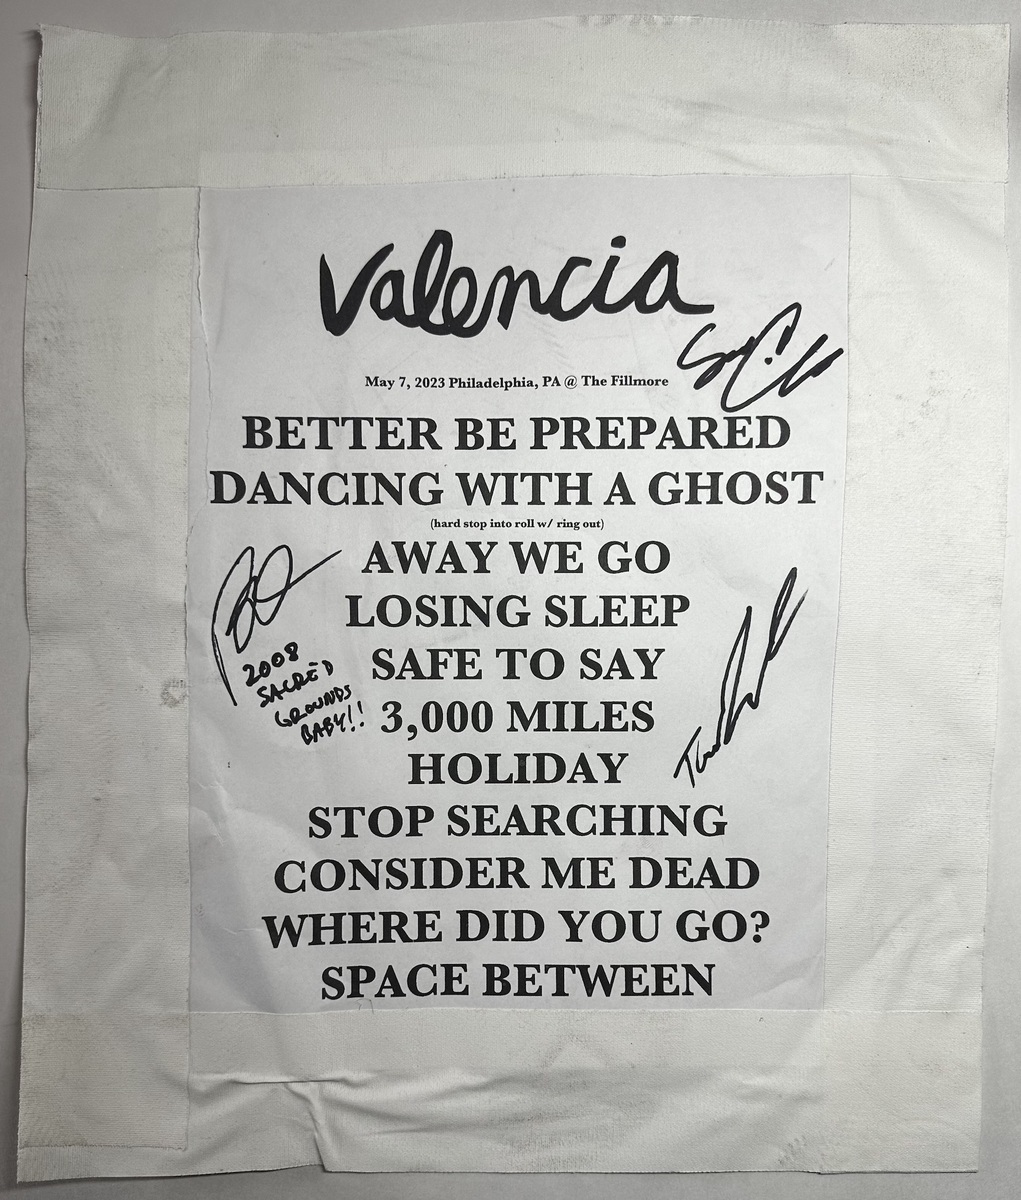 Valencia
May 7, 2023 Philadelphia, PA @ The Fillmore
BETTER BE PREPARED
DANCING WITH A GHOST
(hard stop into roll w/ ring out)
AWAY WE GO
LOSING SLEEP
SAFE TO SAY
3,000 MILES
HOLIDAY
STOP SEARCHING
CONSIDER ME DEAD
WHERE DID YOU GO?
SPACE BETWEEN
2008
SACRED
GROUNDS
BABY!!